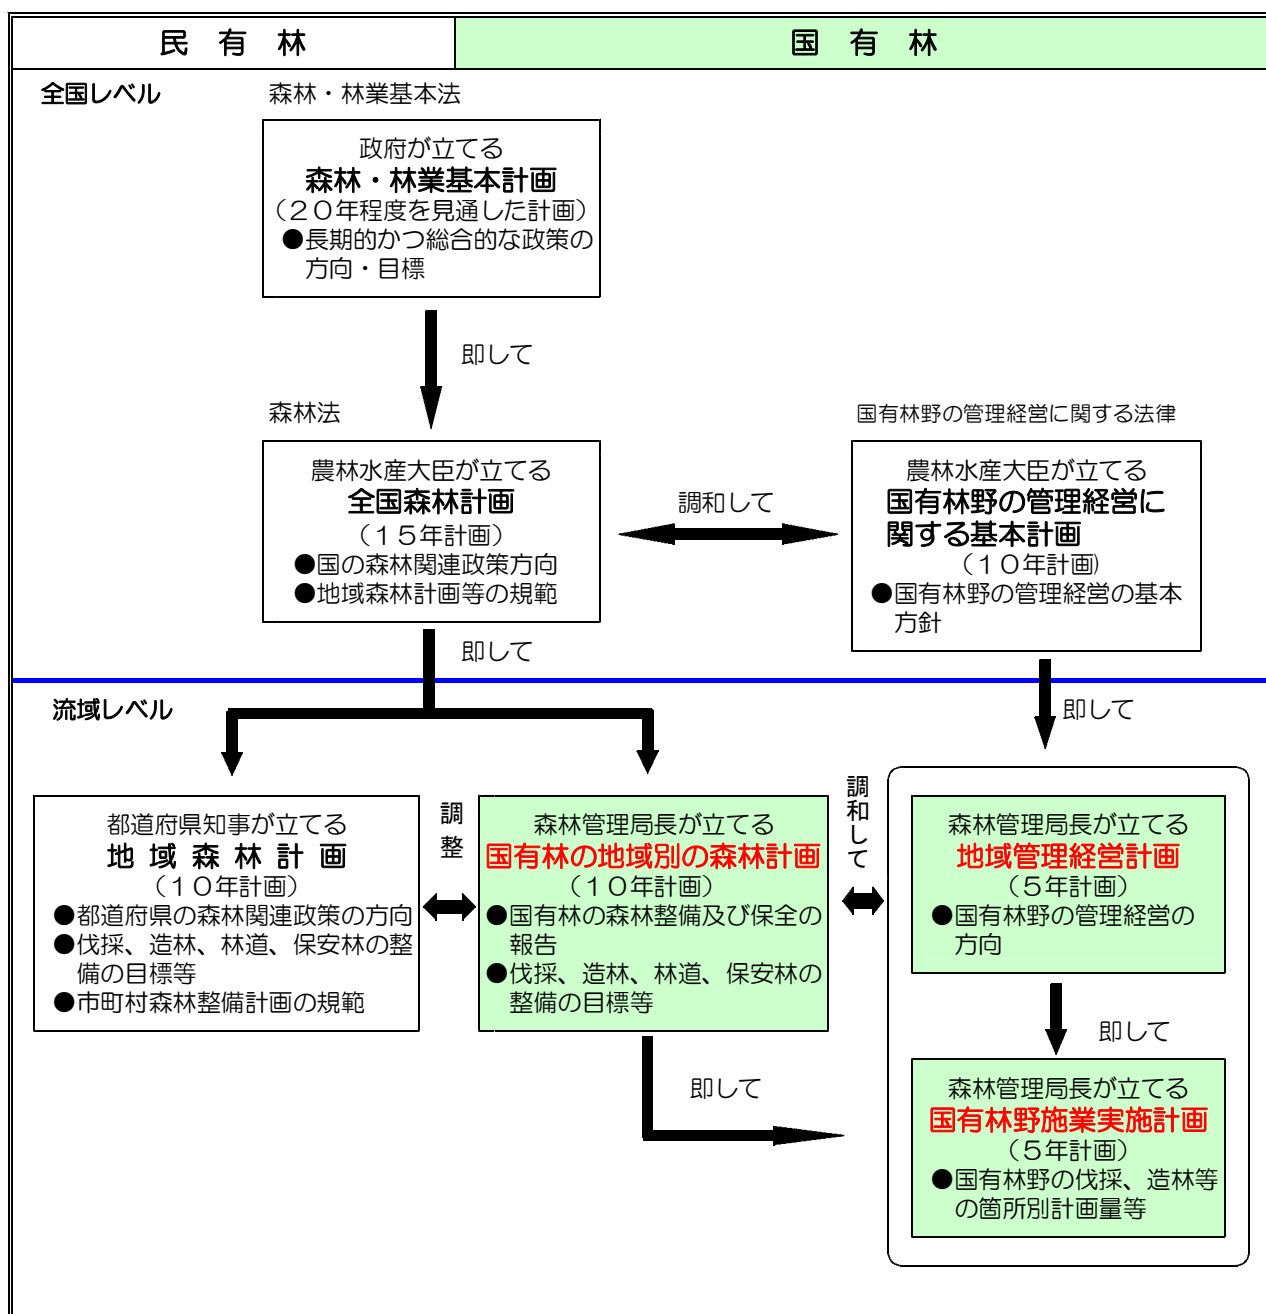 民 有 林
国 有 林
全国レベル
森林・林業基本法
政府が立てる
森林・林業基本計画
（２０年程度を見通した計画）
●長期的かつ総合的な政策の
方向・目標
即して
森林法
農林水産大臣が立てる
全国森林計画
（１５年計画）
●国の森林関連政策方向
●地域森林計画等の規範
調和して
国有林野の管理経営に関する法律
農林水産大臣が立てる
国有林野の管理経営に
関する基本計画
（１０年計画)
●国有林野の管理経営の基本
方針
即して
即して
流域レベル
都道府県知事が立てる
地 域 森 林 計 画
（１０年計画）
●都道府県の森林関連政策の方向
●伐採、造林、林道、保安林の整
備の目標等
●市町村森林整備計画の規範
調整
森林管理局長が立てる
国有林の地域別の森林計画
（１０年計画）
●国有林の森林整備及び保全の
報告
●伐採、造林、林道、保安林の
整備の目標等
調和して
森林管理局長が立てる
地域管理経営計画
（５年計画）
●国有林野の管理経営の
方向
即して
即して
森林管理局長が立てる
国有林野施業実施計画
（５年計画）
●国有林野の伐採、造林等
の箇所別計画量等